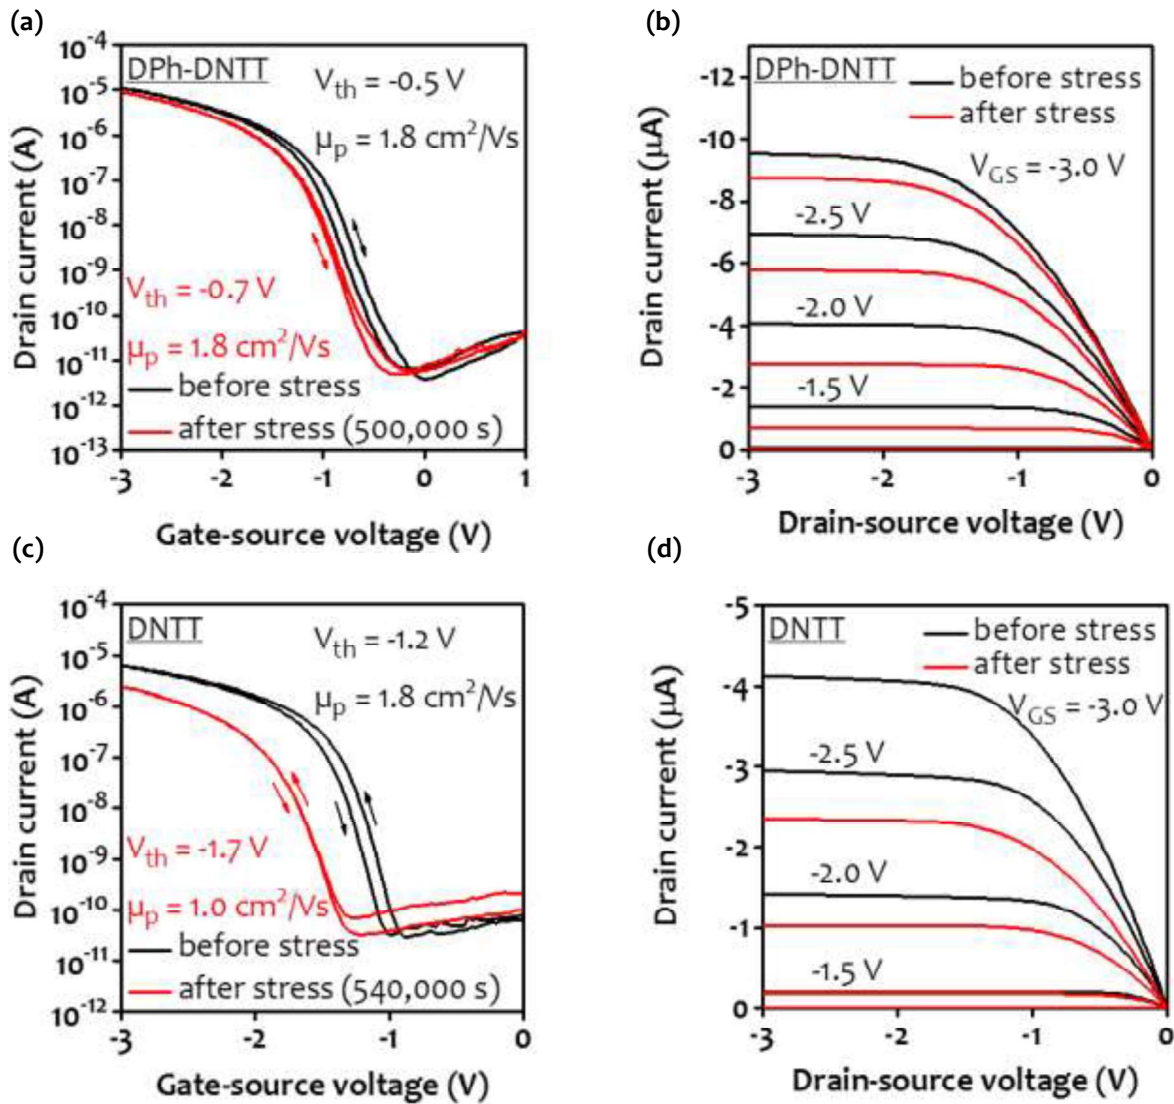 (a)
10⁻⁴
10⁻⁵
10⁻⁶
10⁻⁷
10⁻⁸
10⁻⁹
10⁻¹⁰
10⁻¹¹
10⁻¹²
10⁻¹³
Drain current (A)
DPh-DNTT
V_th = -0.5 V
μ_p = 1.8 cm²/Vs
V_th = -0.7 V
μ_p = 1.8 cm²/Vs
before stress
after stress (500,000 s)
-3 -2 -1 0 1
Gate-source voltage (V)
(b)
-12
-10
-8
-6
-4
-2
0
Drain current (μA)
DPh-DNTT
before stress
after stress
V_GS = -3.0 V
-2.5 V
-2.0 V
-1.5 V
-3 -2 -1 0
Drain-source voltage (V)
(c)
10⁻⁴
10⁻⁵
10⁻⁶
10⁻⁷
10⁻⁸
10⁻⁹
10⁻¹⁰
10⁻¹¹
10⁻¹²
Drain current (A)
DNTT
V_th = -1.2 V
μ_p = 1.8 cm²/Vs
V_th = -1.7 V
μ_p = 1.0 cm²/Vs
before stress
after stress (540,000 s)
-3 -2 -1 0
Gate-source voltage (V)
(d)
-5
-4
-3
-2
-1
0
Drain current (μA)
DNTT
before stress
after stress
V_GS = -3.0 V
-2.5 V
-2.0 V
-1.5 V
-3 -2 -1 0
Drain-source voltage (V)